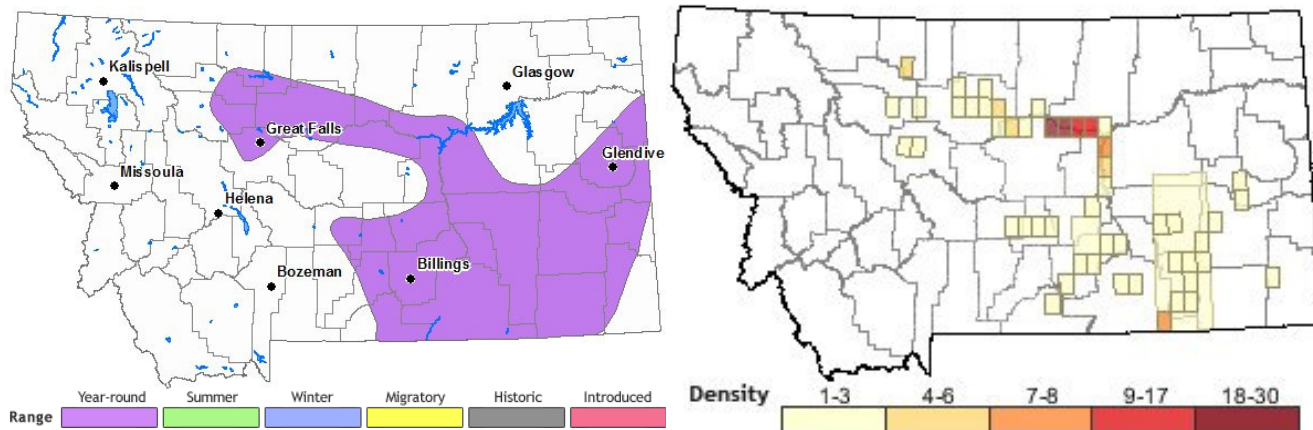 Kalispell
Glasgow
Great Falls
Glendive
Missoula
Helena
Bozeman
Billings
Range
Year-round
Summer
Winter
Migratory
Historic
Introduced
Density
1-3
4-6
7-8
9-17
18-30